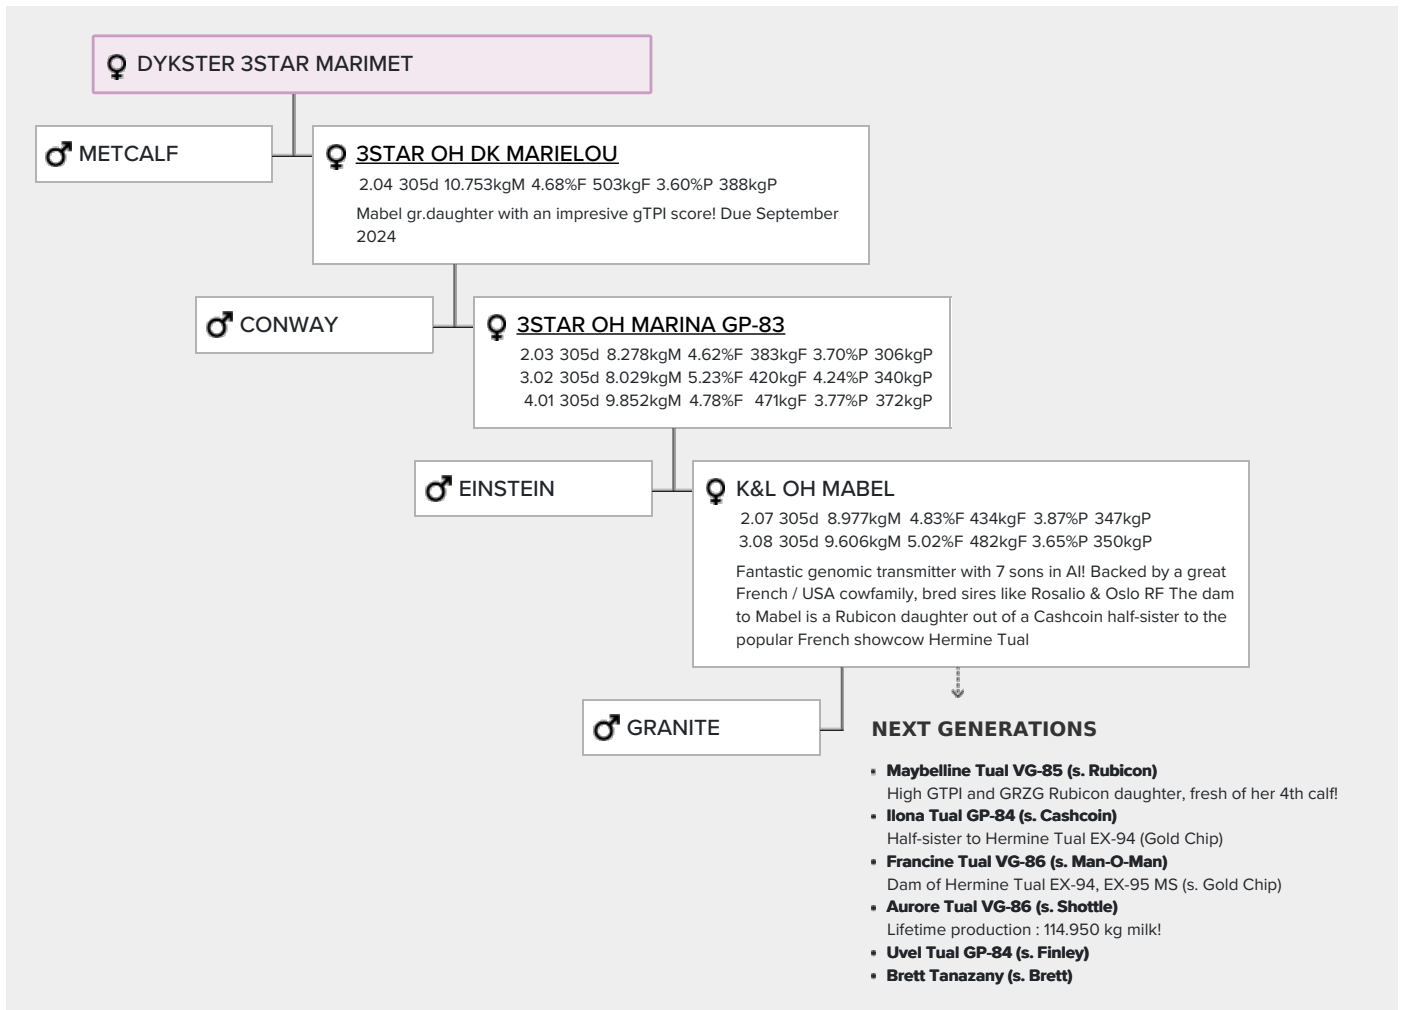 DYKSTER 3STAR MARIMET
METCALF
3STAR OH DK MARIELOU
2.04 305d 10.753kgM 4.68%F 503kgF 3.60%P 388kgP
Mabel gr.daughter with an impresive gTPI score! Due September
2024
CONWAY
3STAR OH MARINA GP-83
2.03 305d 8.278kgM 4.62%F 383kgF 3.70%P 306kgP
3.02 305d 8.029kgM 5.23%F 420kgF 4.24%P 340kgP
4.01 305d 9.852kgM 4.78%F 471kgF 3.77%P 372kgP
EINSTEIN
K&L OH MABEL
2.07 305d 8.977kgM 4.83%F 434kgF 3.87%P 347kgP
3.08 305d 9.606kgM 5.02%F 482kgF 3.65%P 350kgP
Fantastic genomic transmitter with 7 sons in AI! Backed by a great
French / USA cowfamily, bred sires like Rosalio & Oslo RF The dam
to Mabel is a Rubicon daughter out of a Cashcoin half-sister to the
popular French showcow Hermine Tual
GRANITE
NEXT GENERATIONS
Maybelline Tual VG-85 (s. Rubicon)
High GTPI and GRZG Rubicon daughter, fresh of her 4th calf!
Ilona Tual GP-84 (s. Cashcoin)
Half-sister to Hermine Tual EX-94 (Gold Chip)
Francine Tual VG-86 (s. Man-O-Man)
Dam of Hermine Tual EX-94, EX-95 MS (s. Gold Chip)
Aurore Tual VG-86 (s. Shottle)
Lifetime production : 114.950 kg milk!
Uvel Tual GP-84 (s. Finley)
Brett Tanazany (s. Brett)